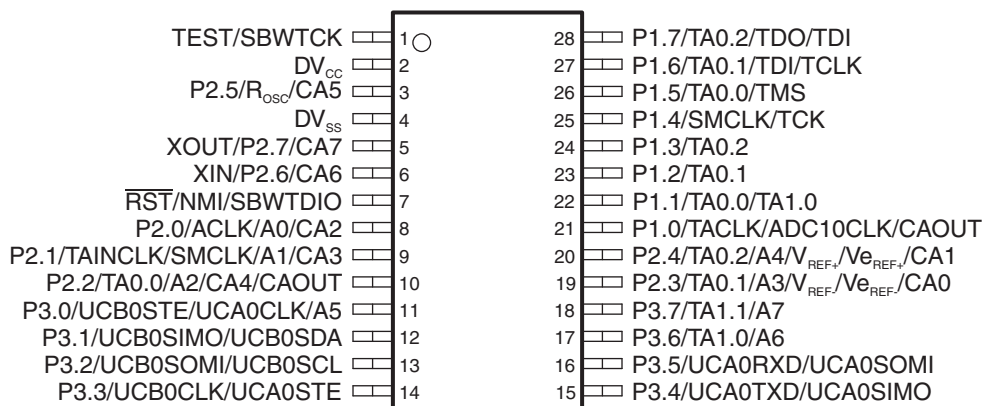 TEST/SBWTCK 1 28 P1.7/TA0.2/TDO/TDI
DVCC 2 27 P1.6/TA0.1/TDI/TCLK
P2.5/ROSC/CA5 3 26 P1.5/TA0.0/TMS
DVSS 4 25 P1.4/SMCLK/TCK
XOUT/P2.7/CA7 5 24 P1.3/TA0.2
XIN/P2.6/CA6 6 23 P1.2/TA0.1
RST/NMI/SBWTDIO 7 22 P1.1/TA0.0/TA1.0
P2.0/ACLK/A0/CA2 8 21 P1.0/TACLK/ADC10CLK/CAOUT
P2.1/TAINCLK/SMCLK/A1/CA3 9 20 P2.4/TA0.2/A4/VREF+/VeREF+/CA1
P2.2/TA0.0/A2/CA4/CAOUT 10 19 P2.3/TA0.1/A3/VREF-/VeREF-/CA0
P3.0/UCB0STE/UCA0CLK/A5 11 18 P3.7/TA1.1/A7
P3.1/UCB0SIMO/UCB0SDA 12 17 P3.6/TA1.0/A6
P3.2/UCB0SOMI/UCB0SCL 13 16 P3.5/UCA0RXD/UCA0SOMI
P3.3/UCB0CLK/UCA0STE 14 15 P3.4/UCA0TXD/UCA0SIMO